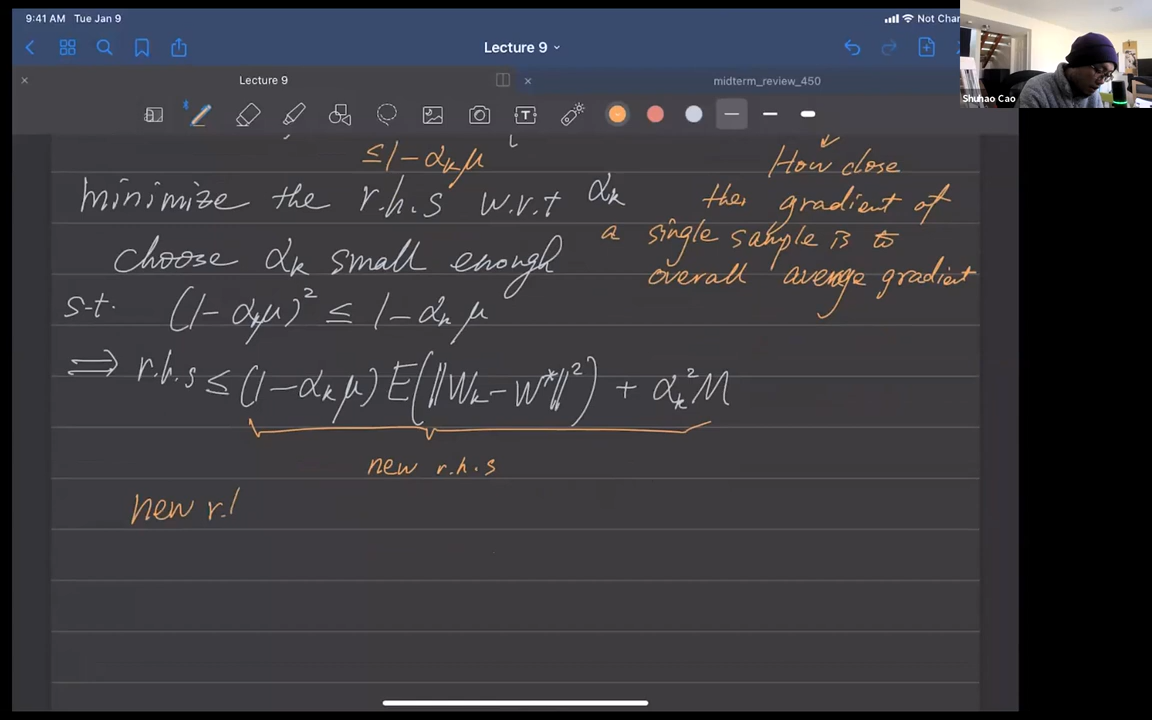 9:41 AM Tue Jan 9
Not Char
Lecture 9
Lecture 9
midterm_review_450
Shuhao Cao
≤ 1 - αₖμ
How close
minimize the r.h.s w.r.t αₖ
the gradient of
a single sample is to
overall average gradient
choose αₖ small enough
s.t. (1 - αₖμ)² ≤ 1 - αₖμ
⟹ r.h.s ≤ (1 - αₖμ) E(‖Wₖ - W*‖²) + αₖ²M
new r.h.s
new r.